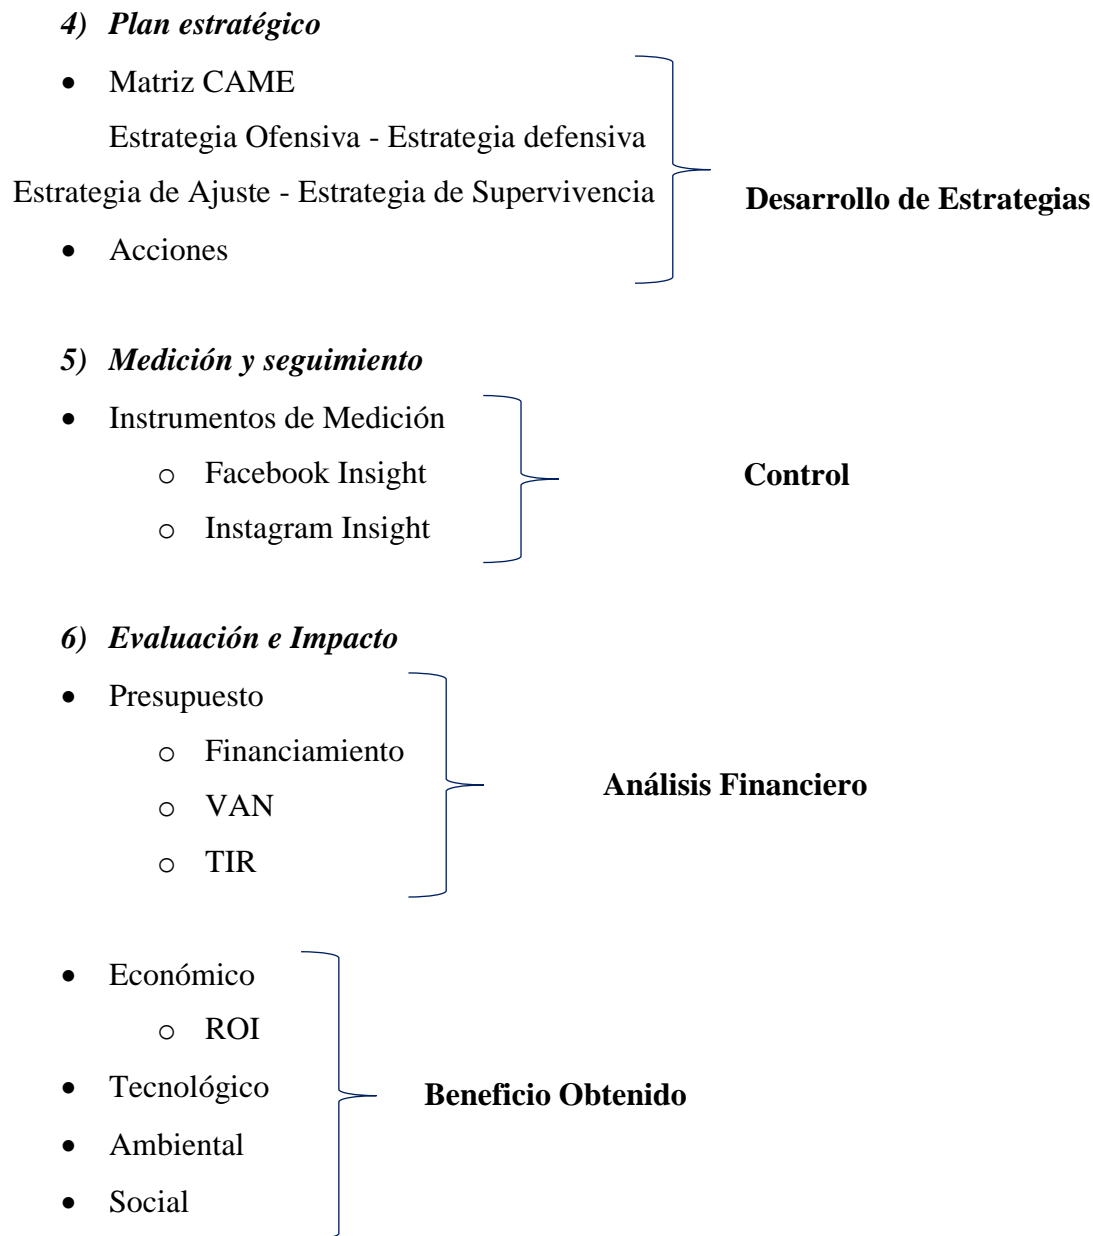 4) Plan estratégico
• Matriz CAME
Estrategia Ofensiva - Estrategia defensiva
Estrategia de Ajuste - Estrategia de Supervivencia
• Acciones
Desarrollo de Estrategias
5) Medición y seguimiento
• Instrumentos de Medición
o Facebook Insight
o Instagram Insight
Control
6) Evaluación e Impacto
• Presupuesto
o Financiamiento
o VAN
o TIR
Análisis Financiero
• Económico
o ROI
• Tecnológico
• Ambiental
• Social
Beneficio Obtenido